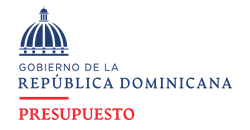 GOBIERNO DE LA
REPÚBLICA DOMINICANA
PRESUPUESTO